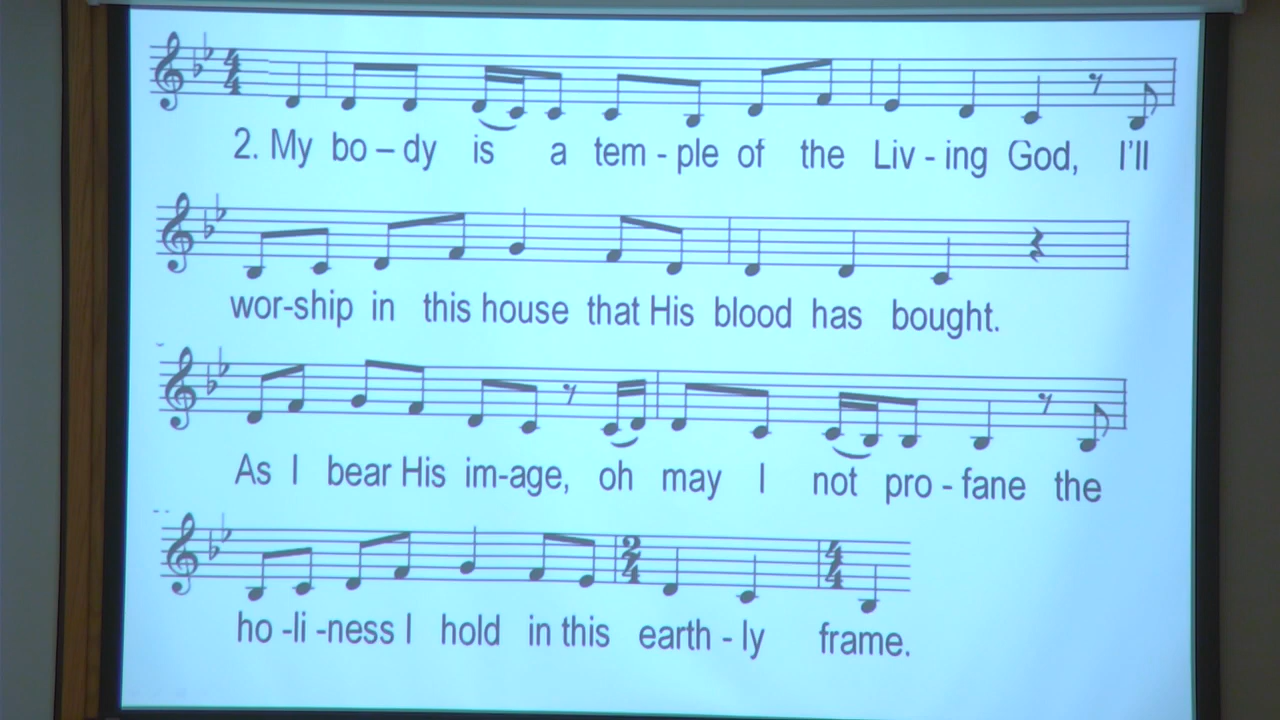 2. My bo – dy is a tem - ple of the Liv - ing God, I'll
wor-ship in this house that His blood has bought.
As I bear His im-age, oh may I not pro - fane the
ho -li -ness I hold in this earth - ly frame.